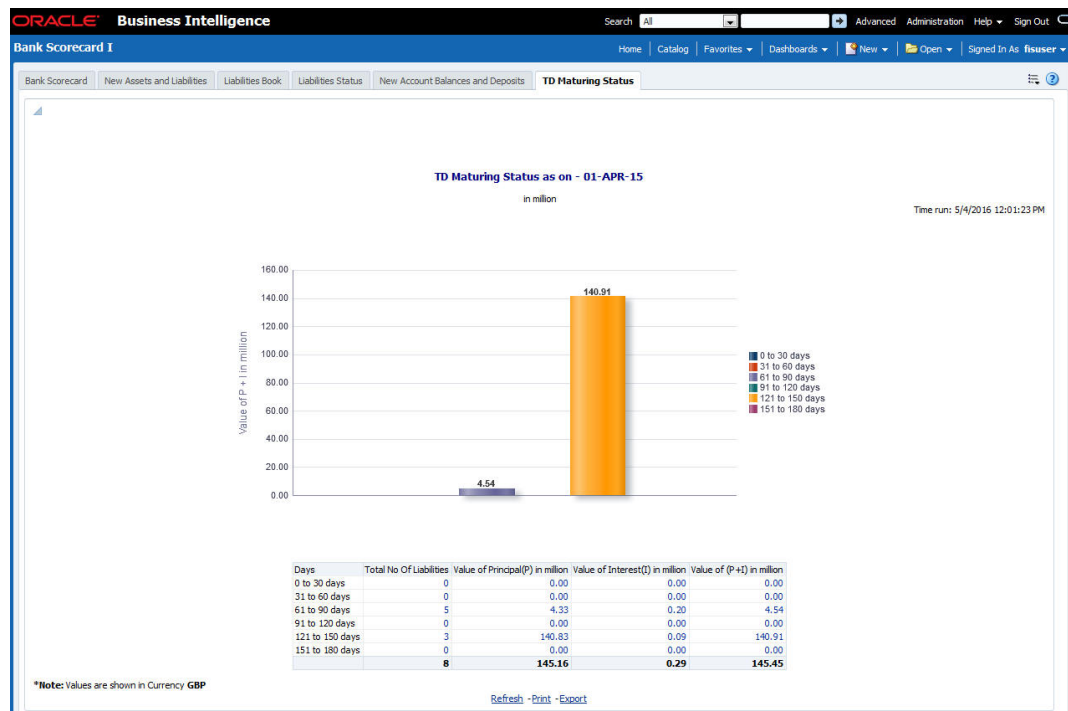 ORACLE Business Intelligence Search All Advanced Administration Help Sign Out
Bank Scorecard I Home Catalog Favorites Dashboards New Open Signed In As fisuser
Bank Scorecard New Assets and Liabilities Liabilities Book Liabilities Status New Account Balances and Deposits TD Maturing Status
TD Maturing Status as on - 01-APR-15
in million
Time run: 5/4/2016 12:01:23 PM
Value of P + I in million
160.00
140.00
120.00
100.00
80.00
60.00
40.00
20.00
0.00
4.54
140.91
0 to 30 days
31 to 60 days
61 to 90 days
91 to 120 days
121 to 150 days
151 to 180 days
Days Total No Of Liabilities Value of Principal(P) in million Value of Interest(I) in million Value of (P+I) in million
0 to 30 days 0 0.00 0.00 0.00
31 to 60 days 0 0.00 0.00 0.00
61 to 90 days 5 4.33 0.20 4.54
91 to 120 days 0 0.00 0.00 0.00
121 to 150 days 3 140.83 0.09 140.91
151 to 180 days 0 0.00 0.00 0.00
8 145.16 0.29 145.45
*Note: Values are shown in Currency GBP
Refresh - Print - Export